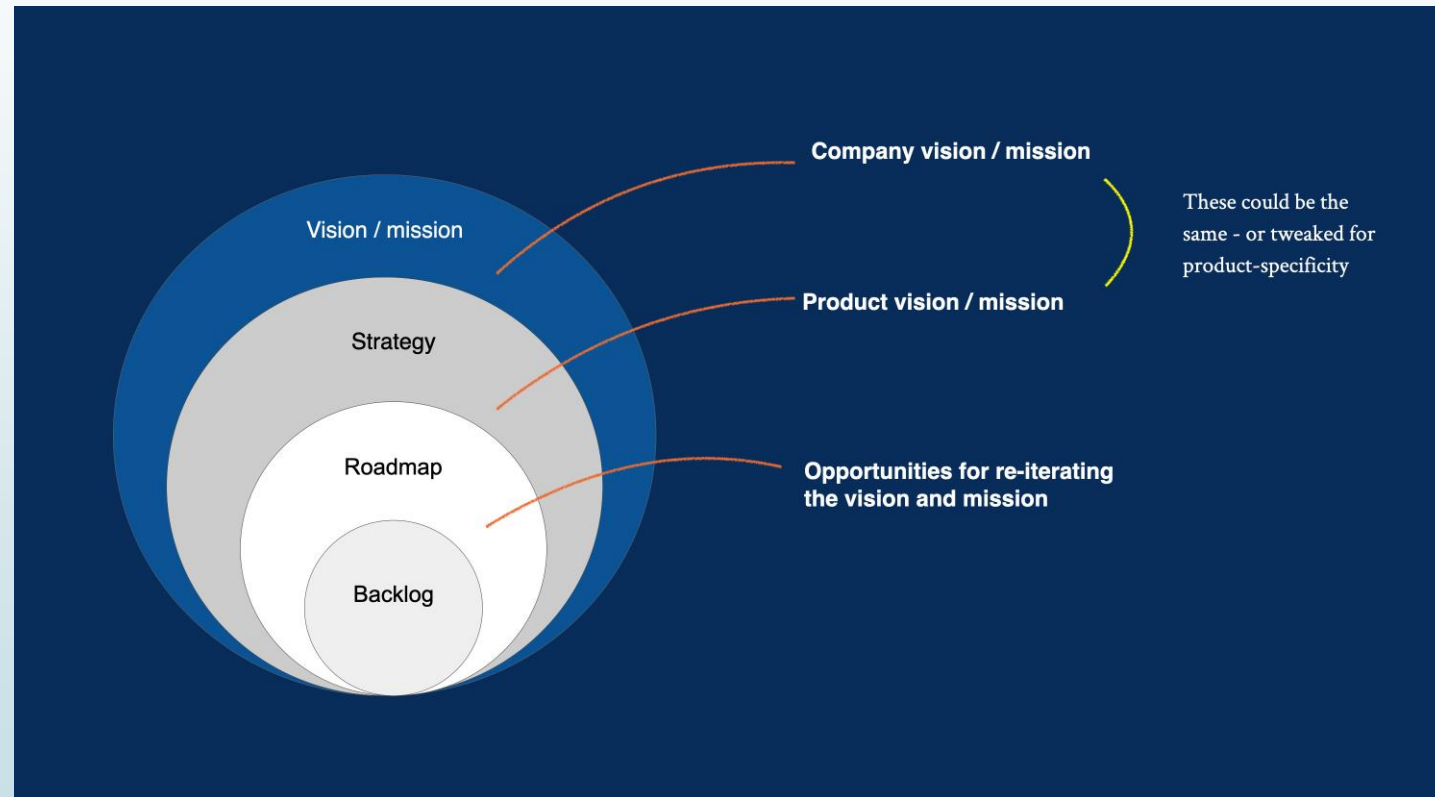 Company vision / mission
Vision / mission
These could be the
same - or tweaked for
product-specificity
Product vision / mission
Strategy
Roadmap
Opportunities for re-iterating
the vision and mission
Backlog